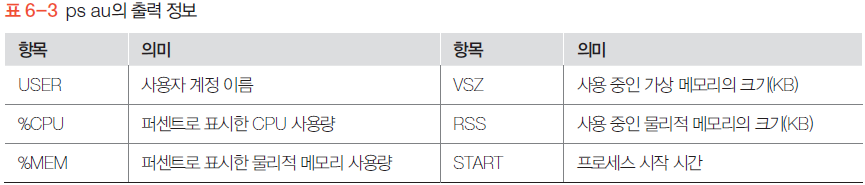 표 6-3 ps au의 출력 정보
항목 의미 항목 의미
USER 사용자 계정 이름 VSZ 사용 중인 가상 메모리의 크기(KB)
%CPU 퍼센트로 표시한 CPU 사용량 RSS 사용 중인 물리적 메모리의 크기(KB)
%MEM 퍼센트로 표시한 물리적 메모리 사용량 START 프로세스 시작 시간